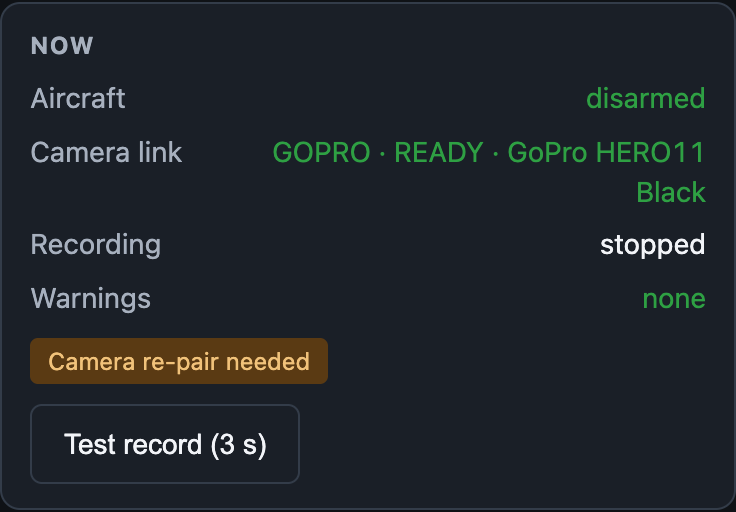 NOW
Aircraft disarmed
Camera link GOPRO · READY · GoPro HERO11
Black
Recording stopped
Warnings none
Camera re-pair needed
Test record (3 s)